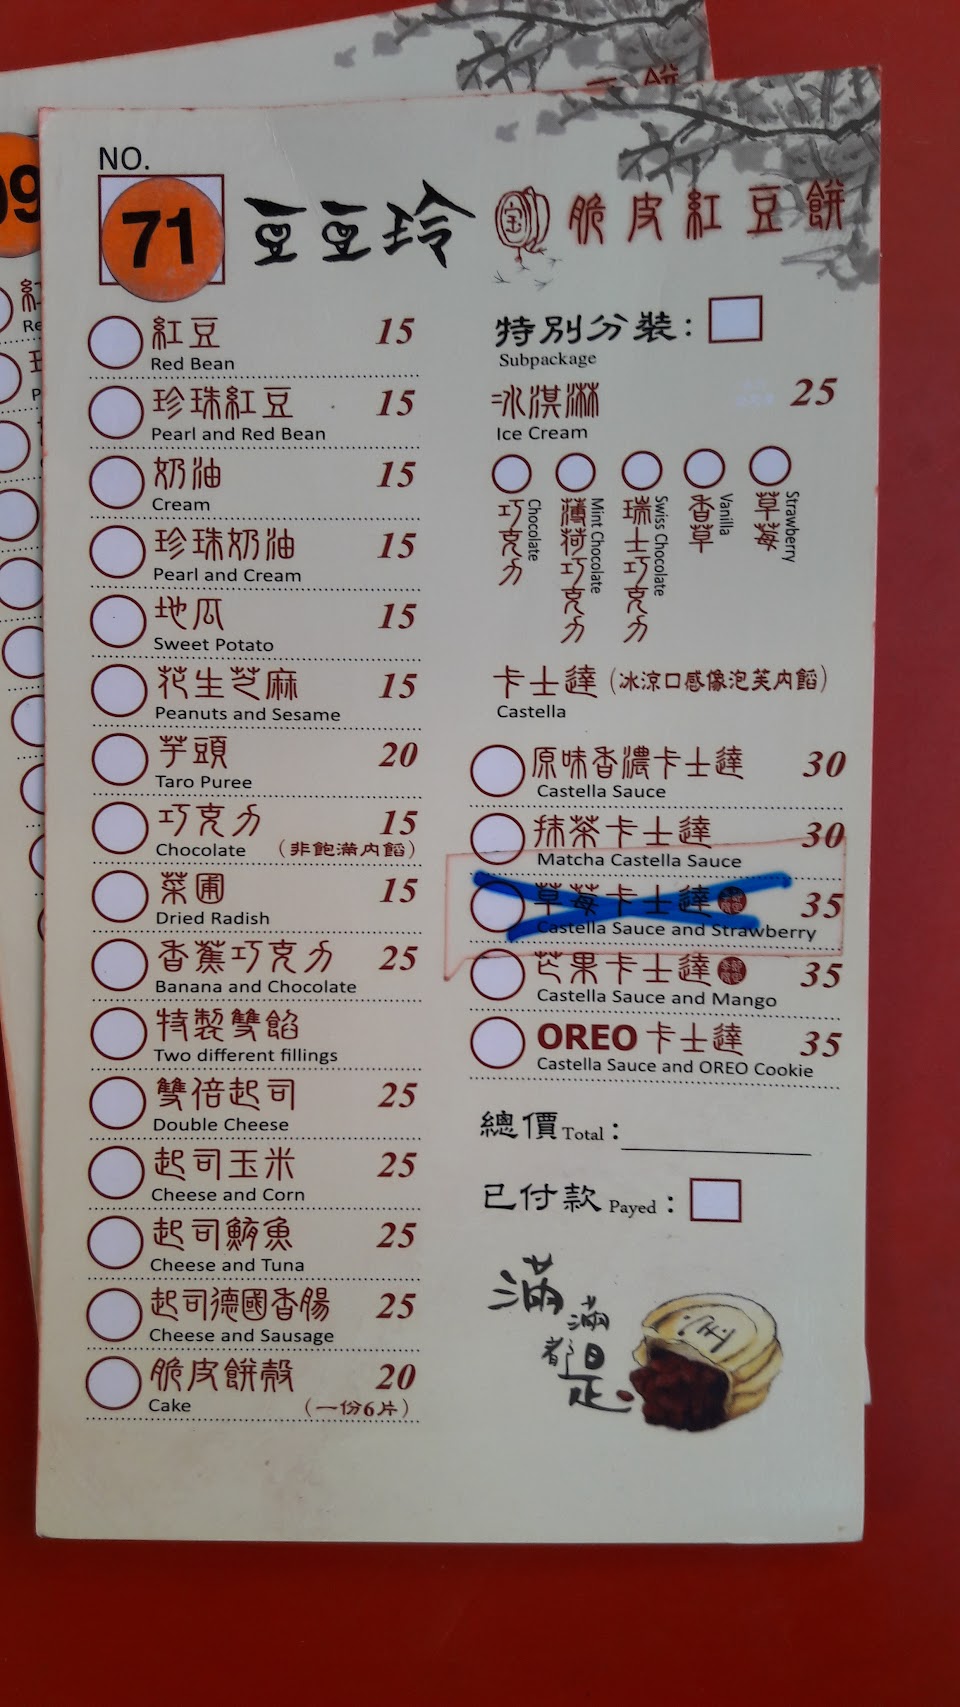 NO.
71
豆豆玲
脆皮紅豆餅
紅豆 15
Red Bean
珍珠紅豆 15
Pearl and Red Bean
奶油 15
Cream
珍珠奶油 15
Pearl and Cream
地瓜 15
Sweet Potato
花生芝麻 15
Peanuts and Sesame
芋頭 20
Taro Puree
巧克力 15
Chocolate (非飽滿內餡)
菜圃 15
Dried Radish
香蕉巧克力 25
Banana and Chocolate
特製雙餡
Two different fillings
雙倍起司 25
Double Cheese
起司玉米 25
Cheese and Corn
起司鮪魚 25
Cheese and Tuna
起司德國香腸 25
Cheese and Sausage
脆皮餅殼 20
Cake (一份6片)
特別分裝:
Subpackage
冰淇淋 25
Ice Cream
巧克力 Chocolate
薄荷巧克力 Mint Chocolate
瑞士巧克力 Swiss Chocolate
香草 Vanilla
草莓 Strawberry
卡士達 (冰涼口感像泡芙內餡)
Castella
原味香濃卡士達 30
Castella Sauce
抹茶卡士達 30
Matcha Castella Sauce
草莓卡士達 35
Castella Sauce and Strawberry
芒果卡士達 35
Castella Sauce and Mango
OREO 卡士達 35
Castella Sauce and OREO Cookie
總價 Total :
已付款 Payed :
滿滿都是